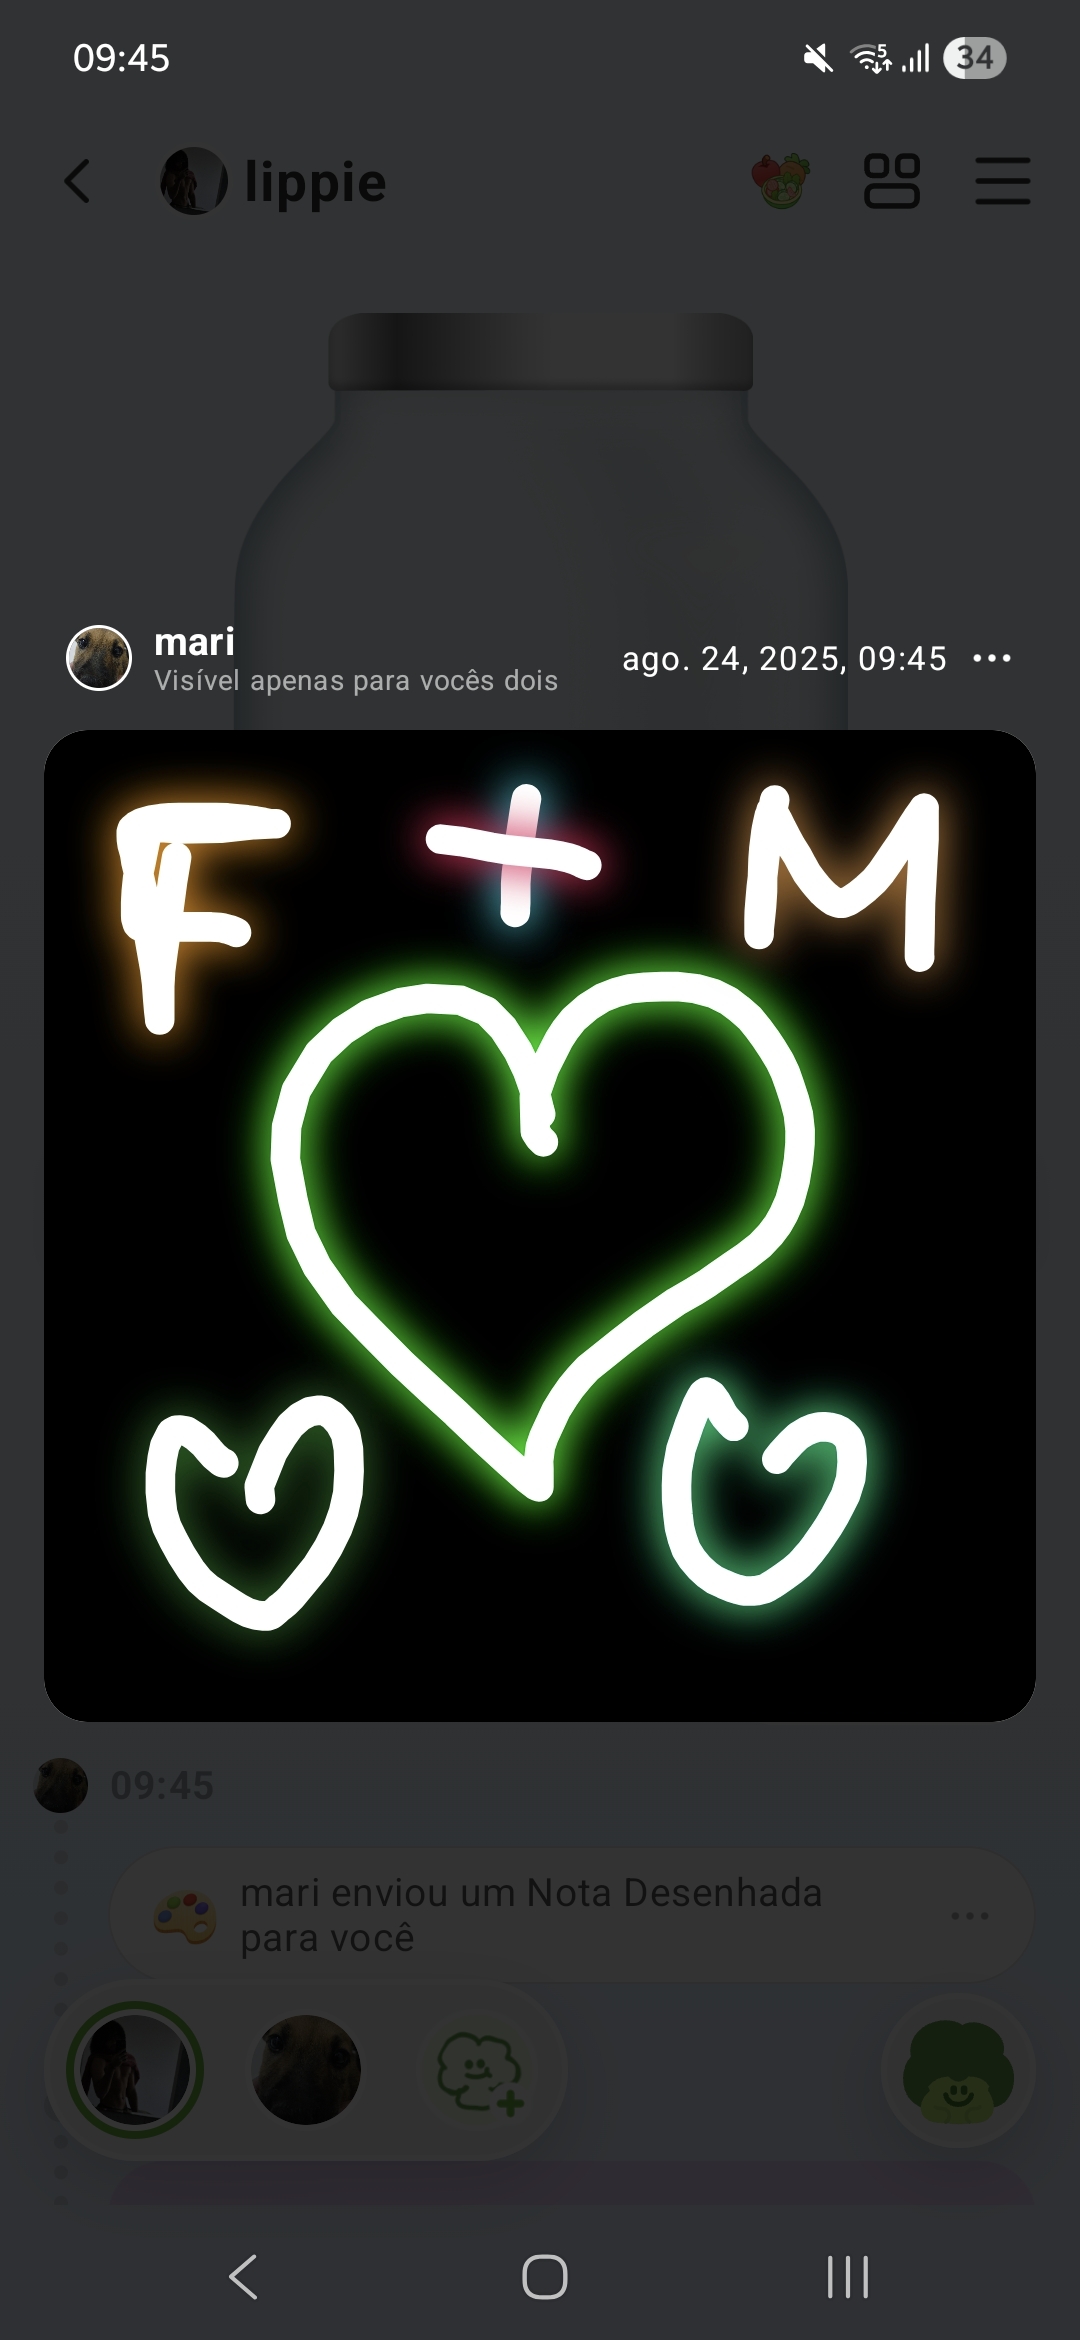 09:45
5
34
lippie
mari
Visível apenas para vocês dois
ago. 24, 2025, 09:45
F + M
09:45
mari enviou um Nota Desenhada
para você